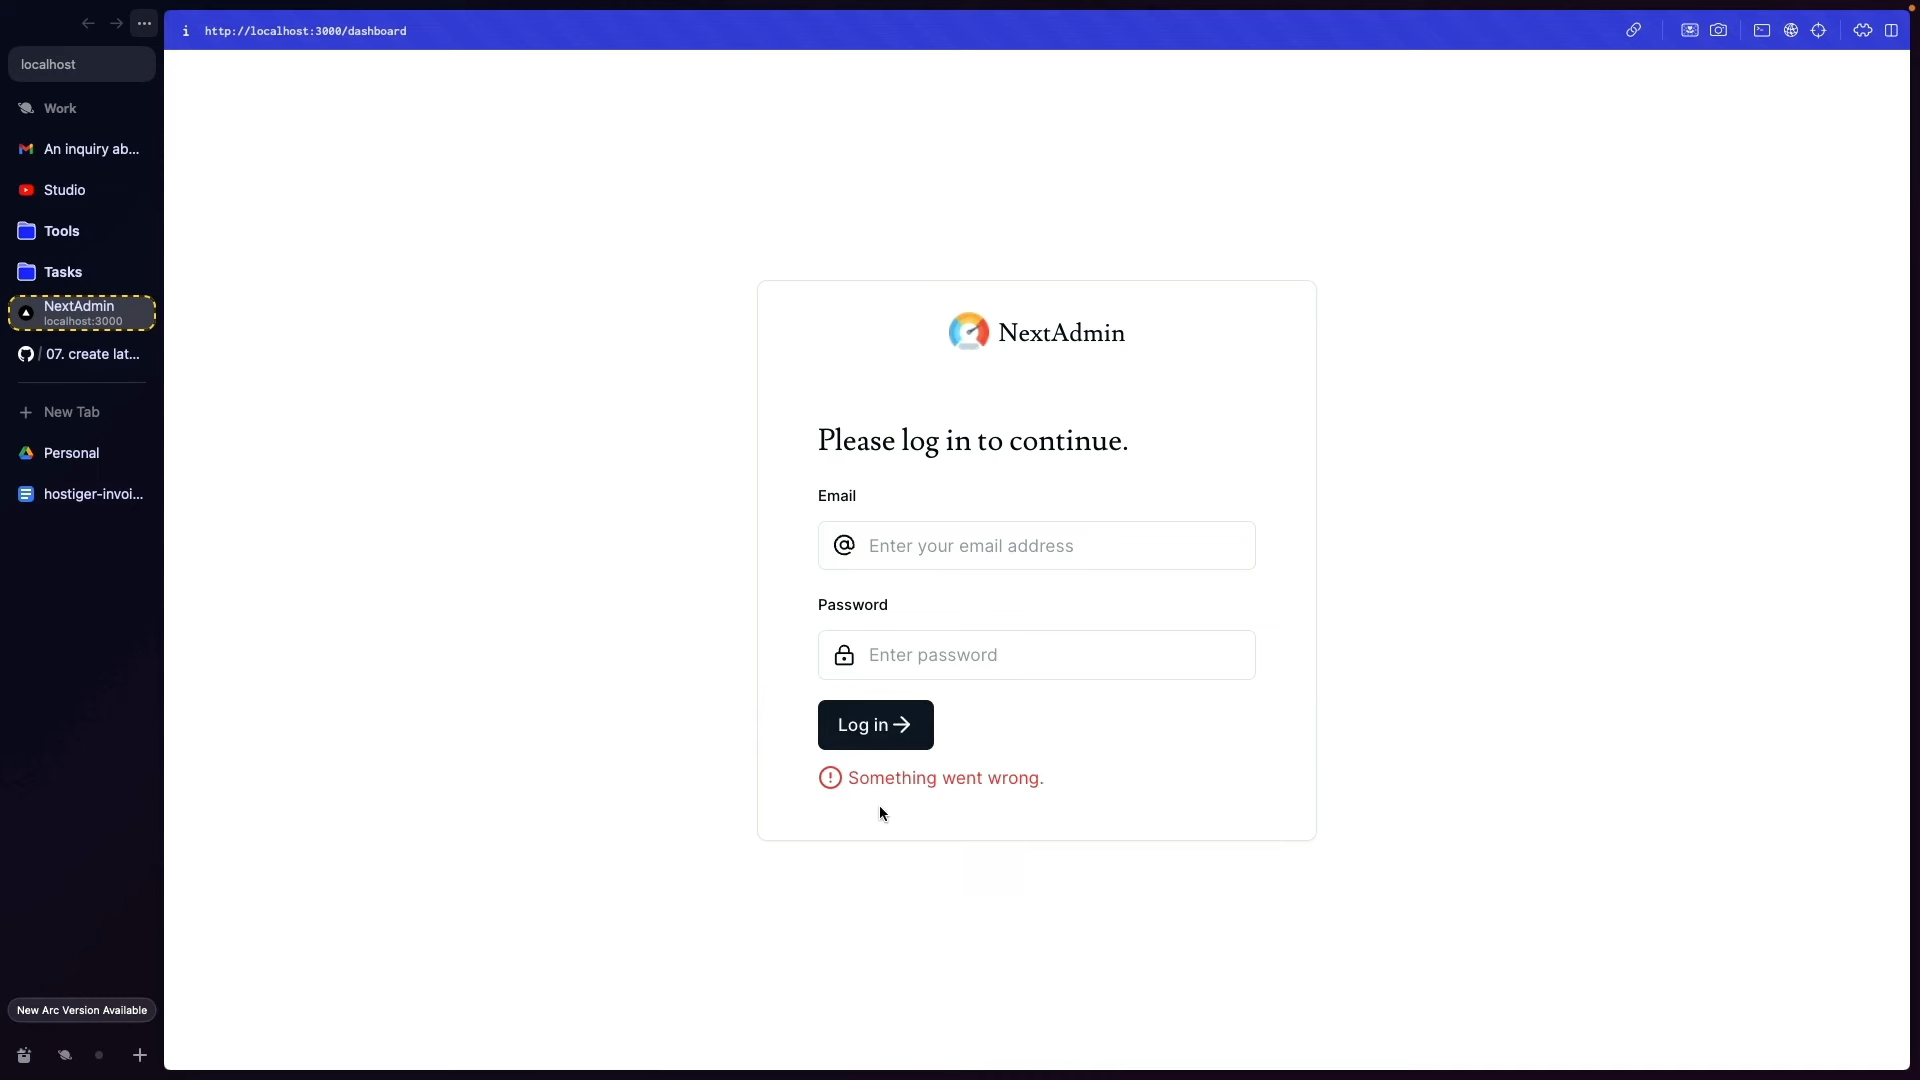 http://localhost:3000/dashboard
localhost
Work
An inquiry ab...
Studio
Tools
Tasks
NextAdmin
localhost:3000
/ 07. create lat...
New Tab
Personal
hostiger-invoi...
New Arc Version Available
NextAdmin
Please log in to continue.
Email
Enter your email address
Password
Enter password
Log in
Something went wrong.